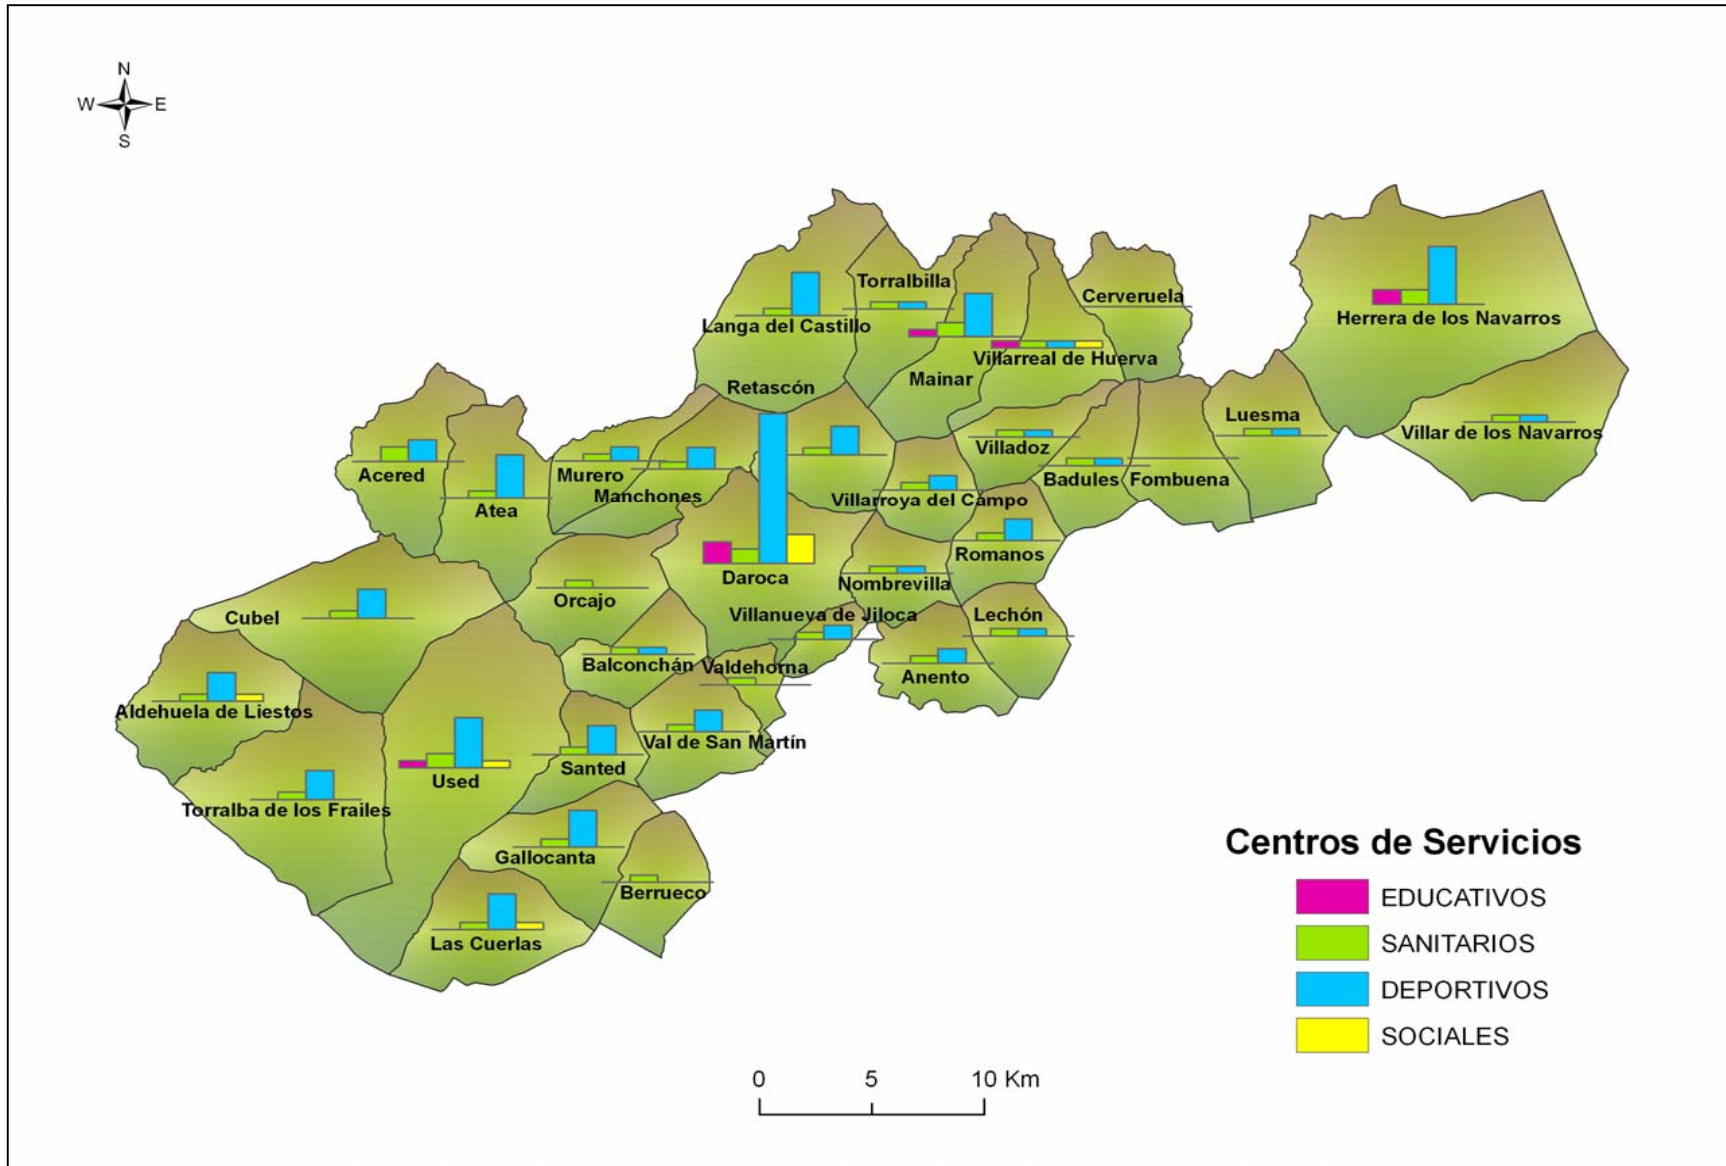 N
W E
S
Torralbilla
Cerveruela
Langa del Castillo
Herrera de los Navarros
Villarreal de Huerva
Mainar
Retascón
Luesma
Villar de los Navarros
Villadoz
Acered
Murero
Badules
Fombuena
Manchones
Villarroya del Campo
Atea
Romanos
Daroca
Nombrevilla
Orcajo
Villanueva de Jiloca
Lechón
Cubel
Balconchán
Valdehorna
Anento
Aldehuela de Liestos
Val de San Martín
Santed
Used
Torralba de los Frailes
Gallocanta
Berrueco
Las Cuerlas
Centros de Servicios
EDUCATIVOS
SANITARIOS
DEPORTIVOS
SOCIALES
0 5 10 Km